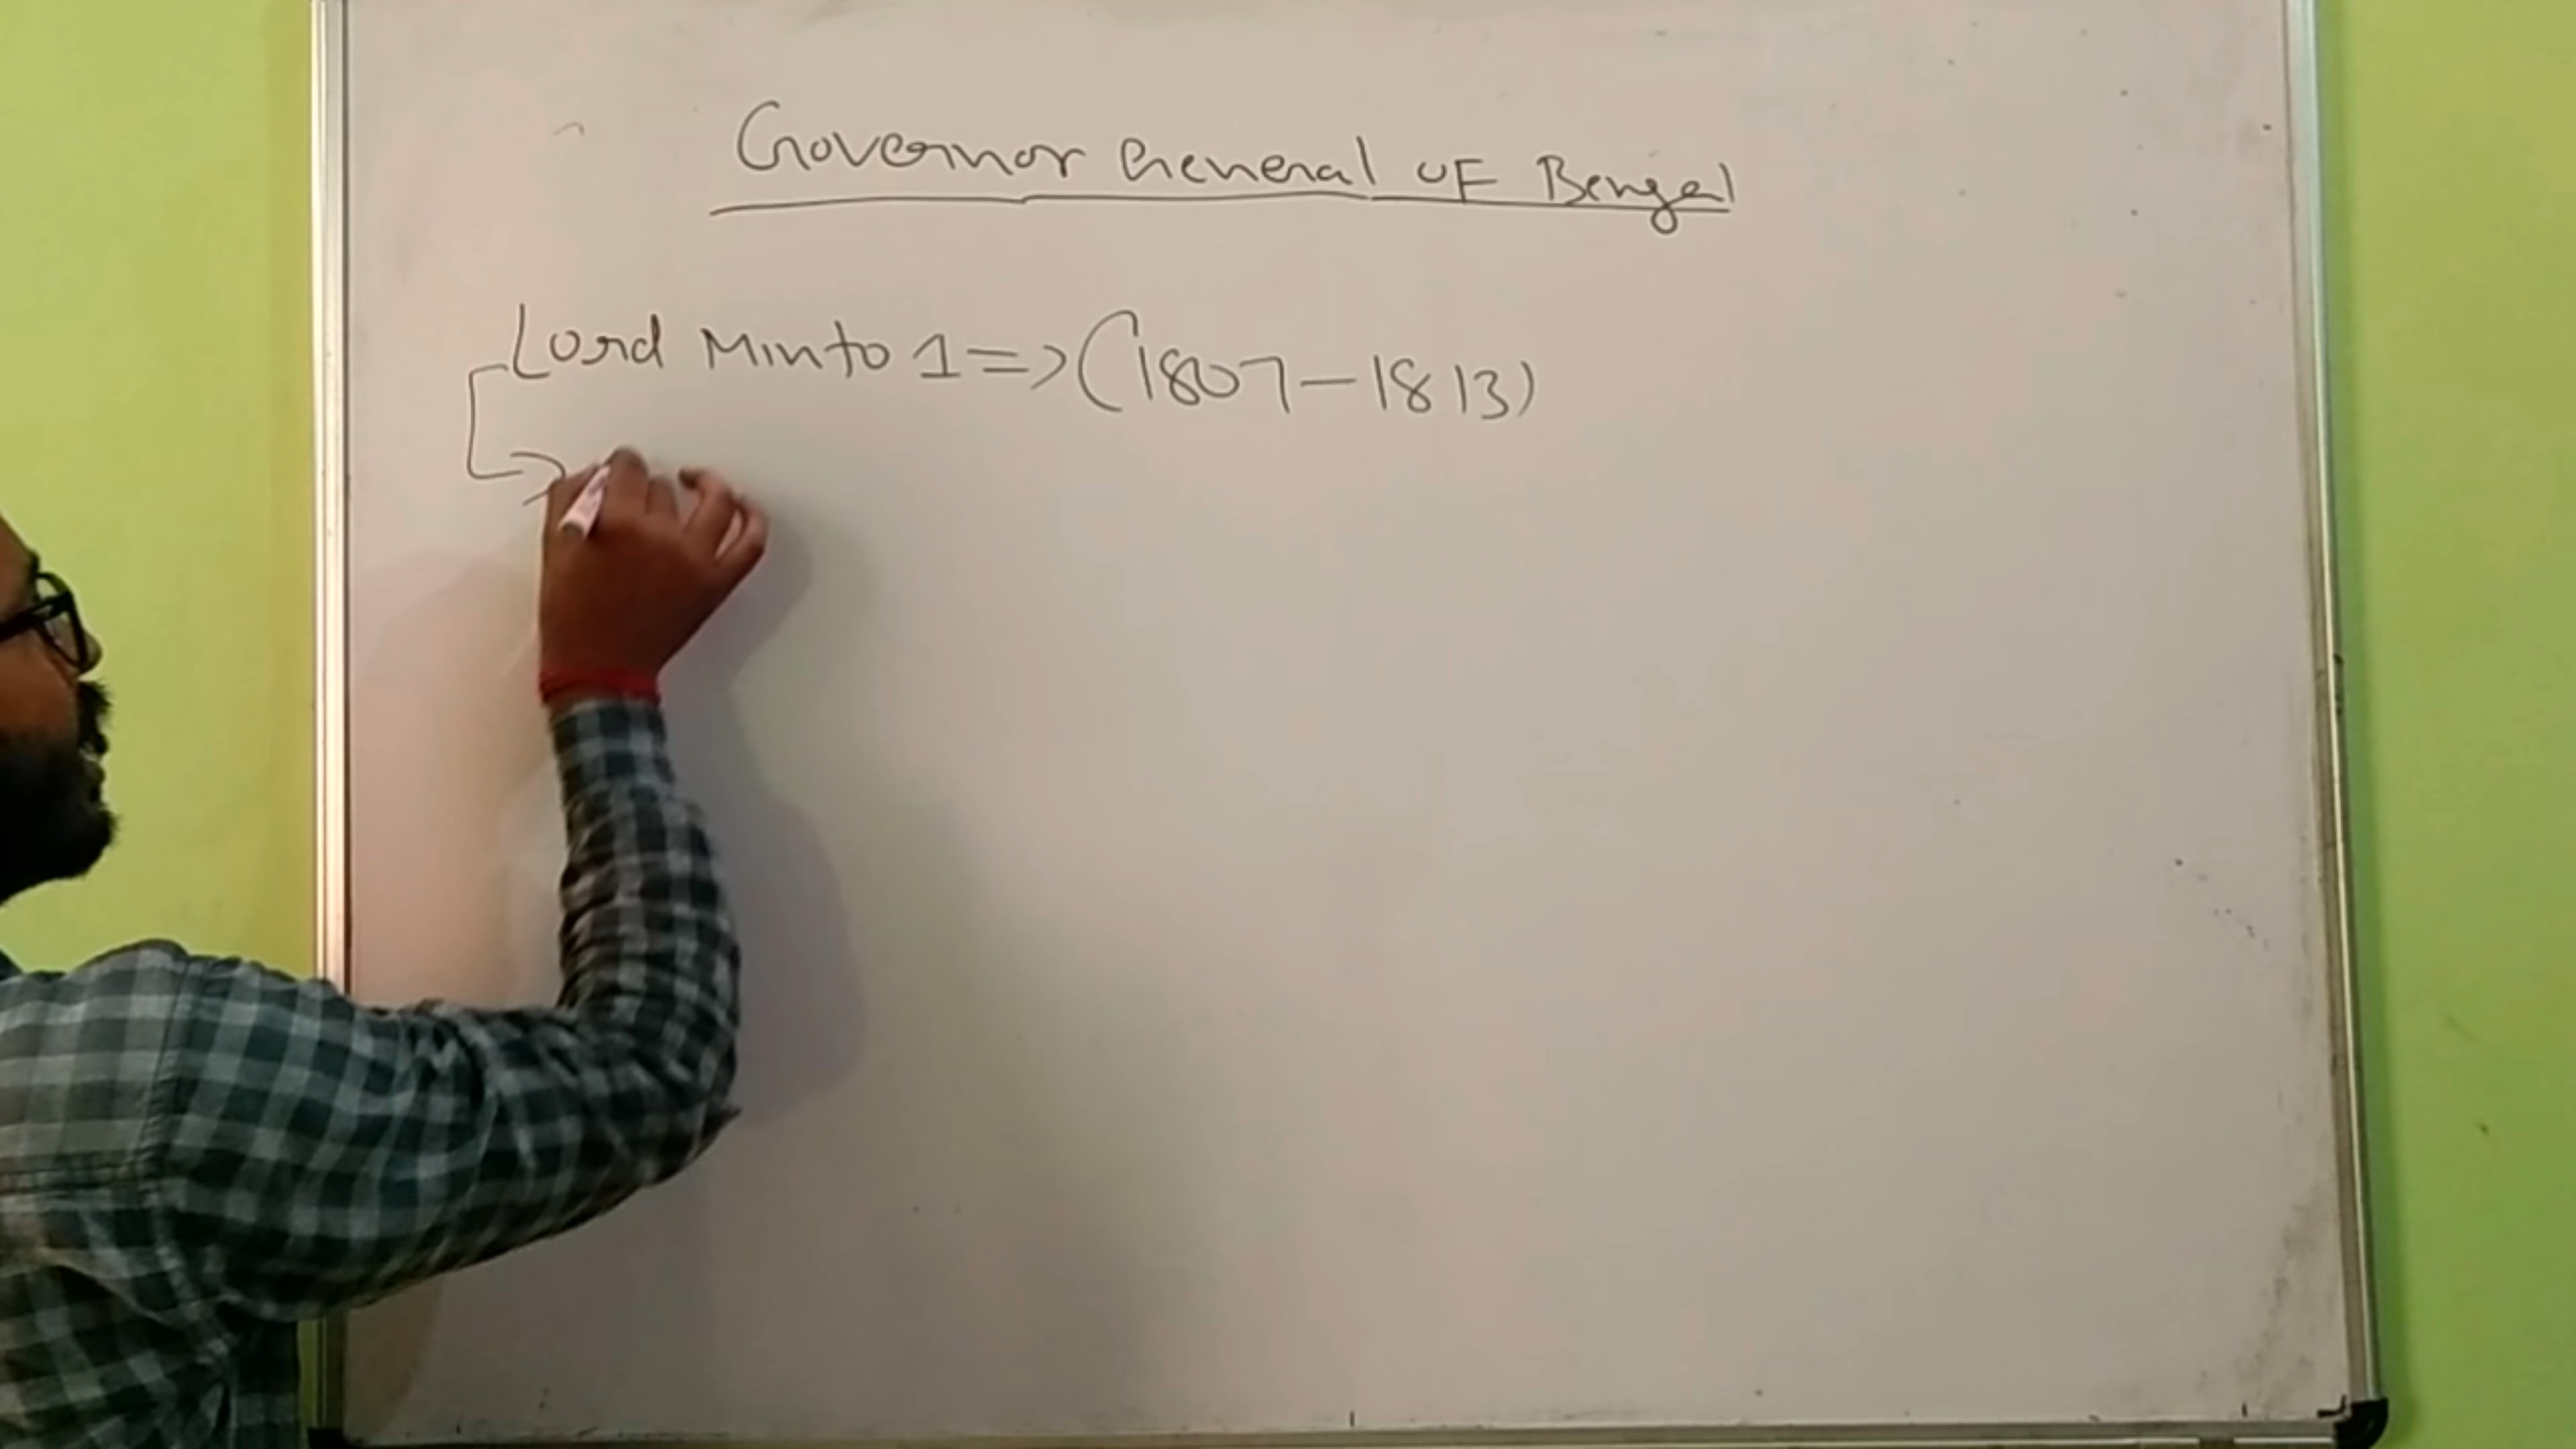 Governor General OF Bengal
Lord Minto 1 => (1807-1813)